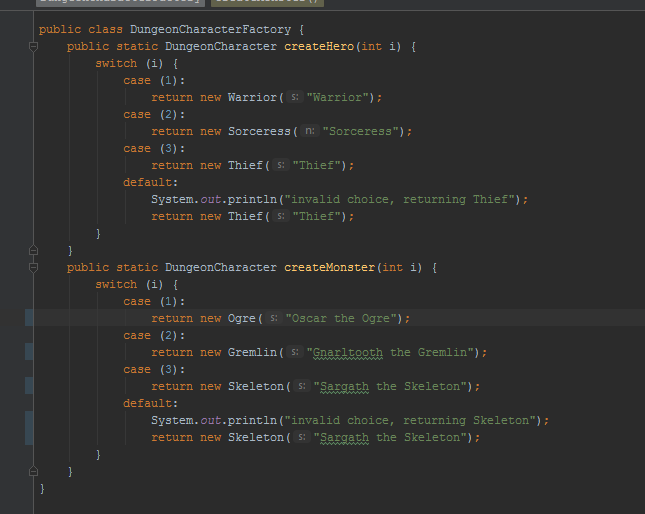 public class DungeonCharacterFactory {
public static DungeonCharacter createHero(int i) {
switch (i) {
case (1):
return new Warrior( s: "Warrior");
case (2):
return new Sorceress( n: "Sorceress");
case (3):
return new Thief( s: "Thief");
default:
System.out.println("invalid choice, returning Thief");
return new Thief( s: "Thief");
}
}
public static DungeonCharacter createMonster(int i) {
switch (i) {
case (1):
return new Ogre( s: "Oscar the Ogre");
case (2):
return new Gremlin( s: "Gnarltooth the Gremlin");
case (3):
return new Skeleton( s: "Sargath the Skeleton");
default:
System.out.println("invalid choice, returning Skeleton");
return new Skeleton( s: "Sargath the Skeleton");
}
}
}